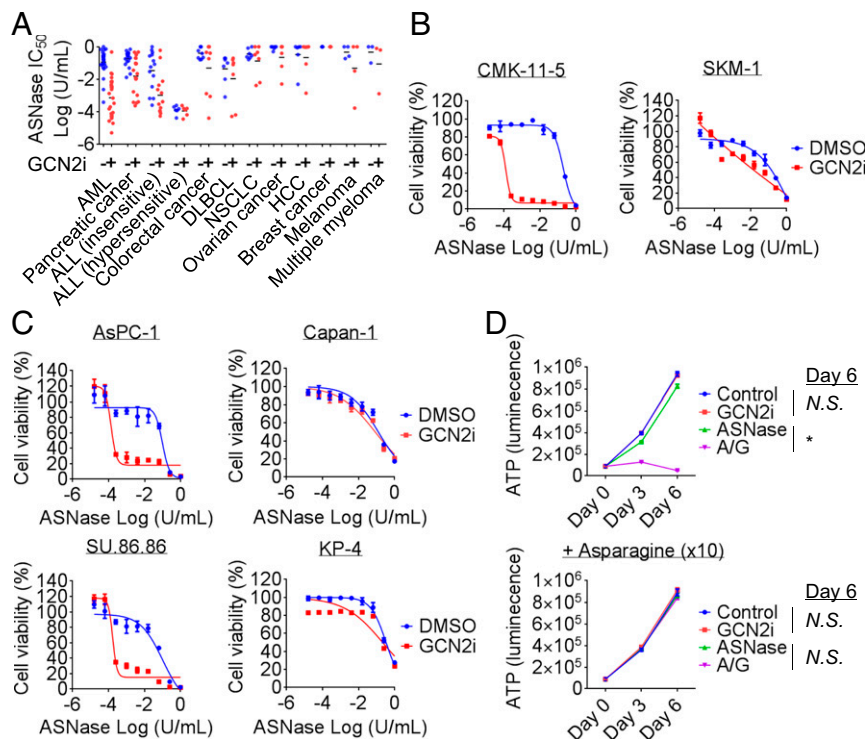 A
ASNase IC50
Log (U/mL)
0
-2
-4
-6
GCN2i
- + - + - + - + - + - + - + - + - + - + - + - +
AML
Pancreatic caner
ALL (insensitive)
ALL (hypersensitive)
Colorectal cancer
DLBCL
NSCLC
Ovarian cancer
HCC
Breast cancer
Melanoma
Multiple myeloma
B
CMK-11-5
Cell viability (%)
120
100
80
60
40
20
0
-6 -4 -2 0
ASNase Log (U/mL)
SKM-1
Cell viability (%)
140
120
100
80
60
40
20
0
-6 -4 -2 0
ASNase Log (U/mL)
DMSO
GCN2i
C
AsPC-1
Cell viability (%)
140
120
100
80
60
40
20
0
-6 -4 -2 0
ASNase Log (U/mL)
Capan-1
Cell viability (%)
120
100
80
60
40
20
0
-6 -4 -2 0
ASNase Log (U/mL)
DMSO
GCN2i
SU.86.86
Cell viability (%)
140
120
100
80
60
40
20
0
-6 -4 -2 0
ASNase Log (U/mL)
KP-4
Cell viability (%)
120
100
80
60
40
20
0
-6 -4 -2 0
ASNase Log (U/mL)
DMSO
GCN2i
D
ATP (luminecence)
1×10⁶
8×10⁵
6×10⁵
4×10⁵
2×10⁵
0
Day 0
Day 3
Day 6
Day 6
Control
GCN2i
N.S.
ASNase
A/G
*
+ Asparagine (x10)
ATP (luminecence)
1×10⁶
8×10⁵
6×10⁵
4×10⁵
2×10⁵
0
Day 0
Day 3
Day 6
Day 6
Control
GCN2i
N.S.
ASNase
A/G
N.S.